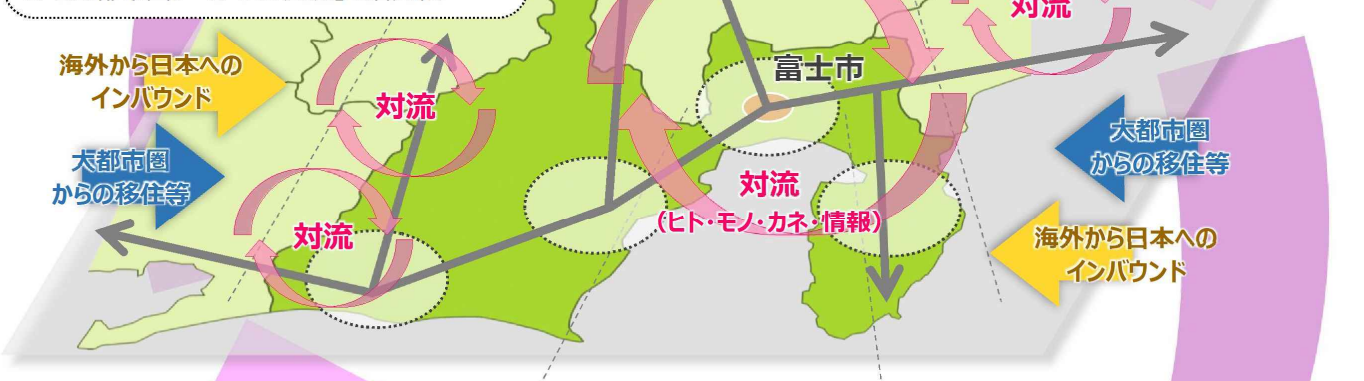 対流
富士市
海外から日本への
インバウンド
対流
大都市圏
からの移住等
大都市圏
からの移住等
対流
(ヒト・モノ・カネ・情報)
対流
海外から日本への
インバウンド